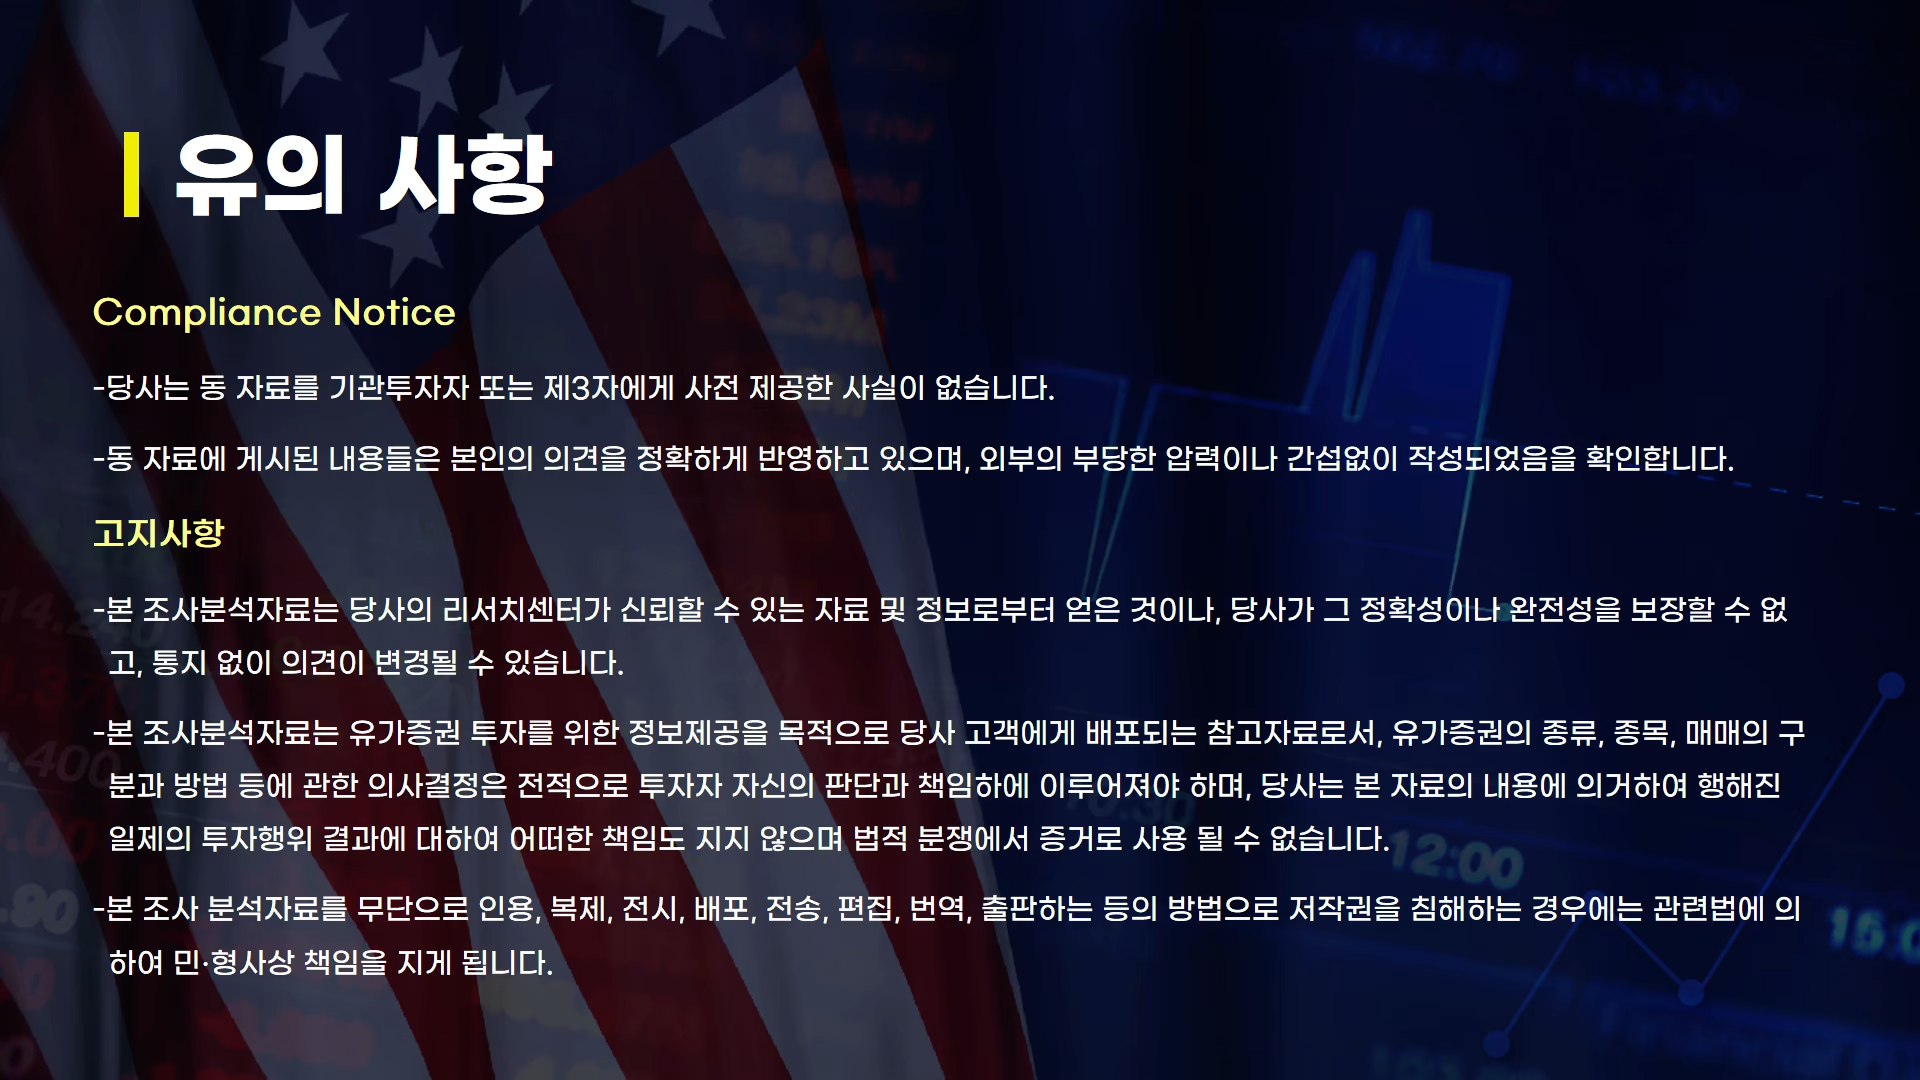 유의 사항
Compliance Notice
-당사는 동 자료를 기관투자자 또는 제3자에게 사전 제공한 사실이 없습니다.
-동 자료에 게시된 내용들은 본인의 의견을 정확하게 반영하고 있으며, 외부의 부당한 압력이나 간섭없이 작성되었음을 확인합니다.
고지사항
-본 조사분석자료는 당사의 리서치센터가 신뢰할 수 있는 자료 및 정보로부터 얻은 것이나, 당사가 그 정확성이나 완전성을 보장할 수 없
고, 통지 없이 의견이 변경될 수 있습니다.
-본 조사분석자료는 유가증권 투자를 위한 정보제공을 목적으로 당사 고객에게 배포되는 참고자료로서, 유가증권의 종류, 종목, 매매의 구
분과 방법 등에 관한 의사결정은 전적으로 투자자 자신의 판단과 책임하에 이루어져야 하며, 당사는 본 자료의 내용에 의거하여 행해진
일제의 투자행위 결과에 대하여 어떠한 책임도 지지 않으며 법적 분쟁에서 증거로 사용 될 수 없습니다.
12:00
-본 조사 분석자료를 무단으로 인용, 복제, 전시, 배포, 전송, 편집, 번역, 출판하는 등의 방법으로 저작권을 침해하는 경우에는 관련법에 의
하여 민·형사상 책임을 지게 됩니다.